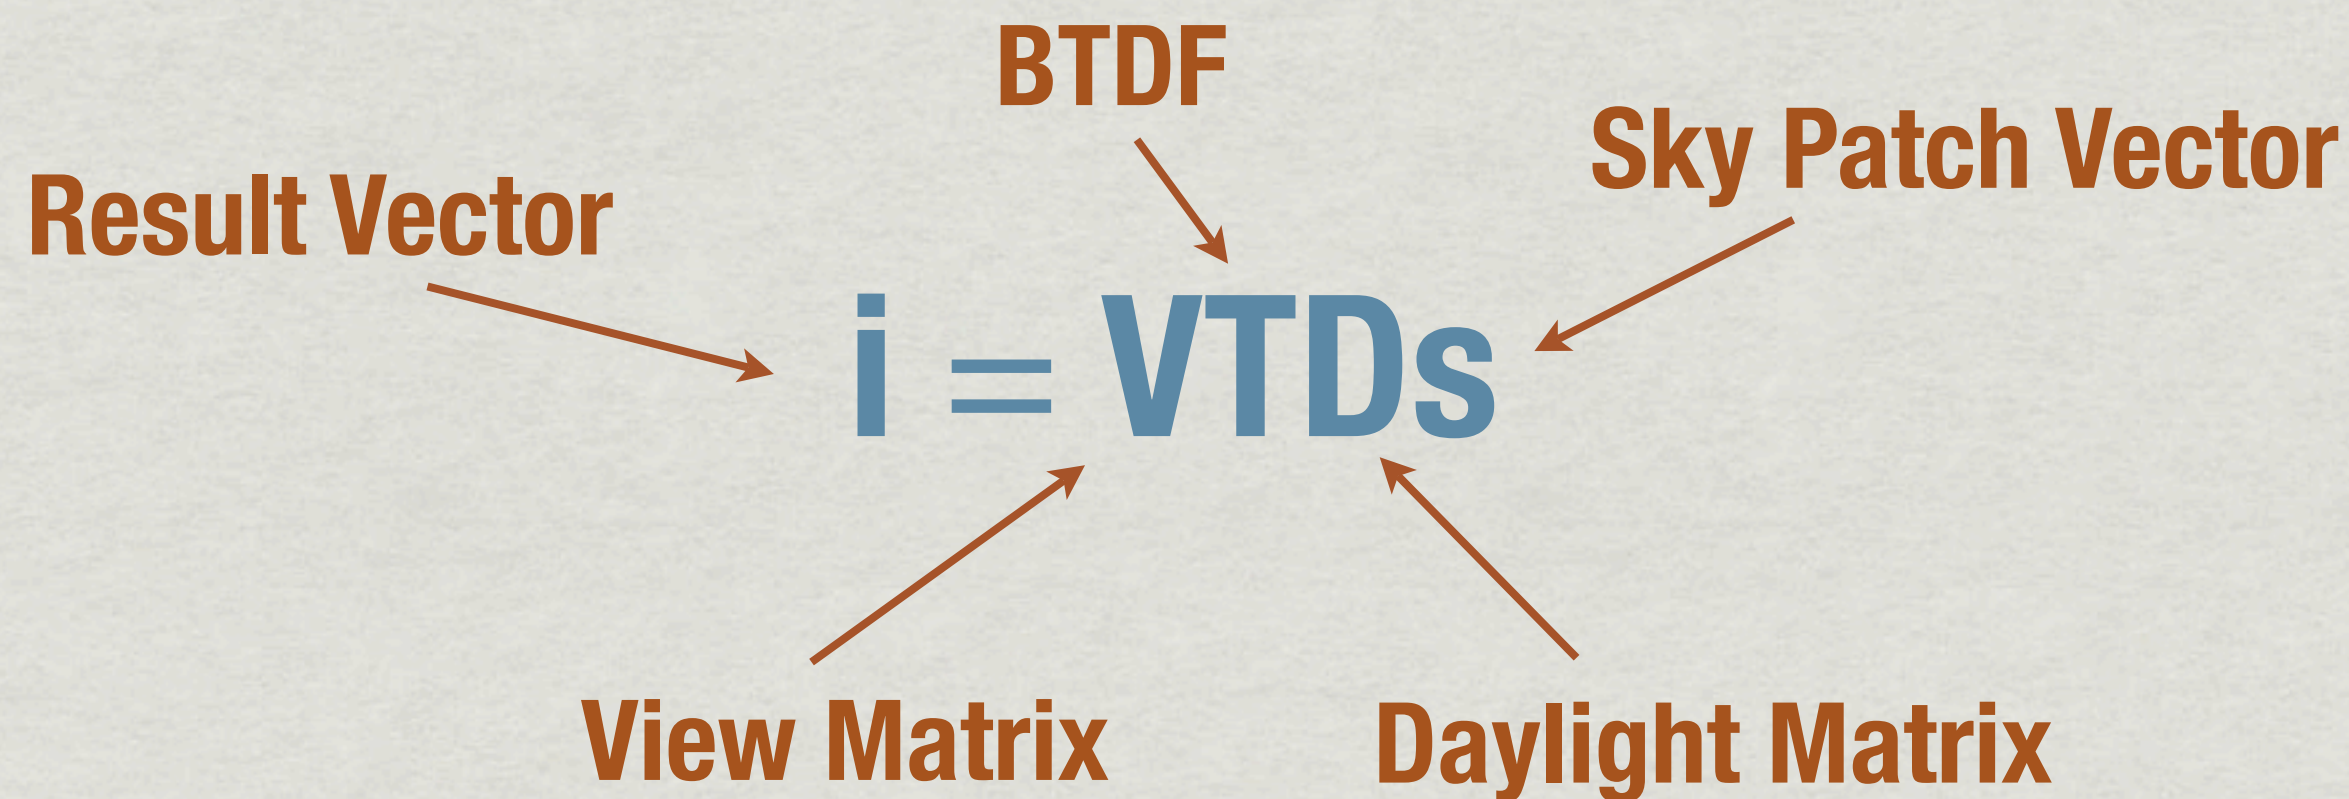 BTDF
Sky Patch Vector
Result Vector
i = VTDs
View Matrix
Daylight Matrix